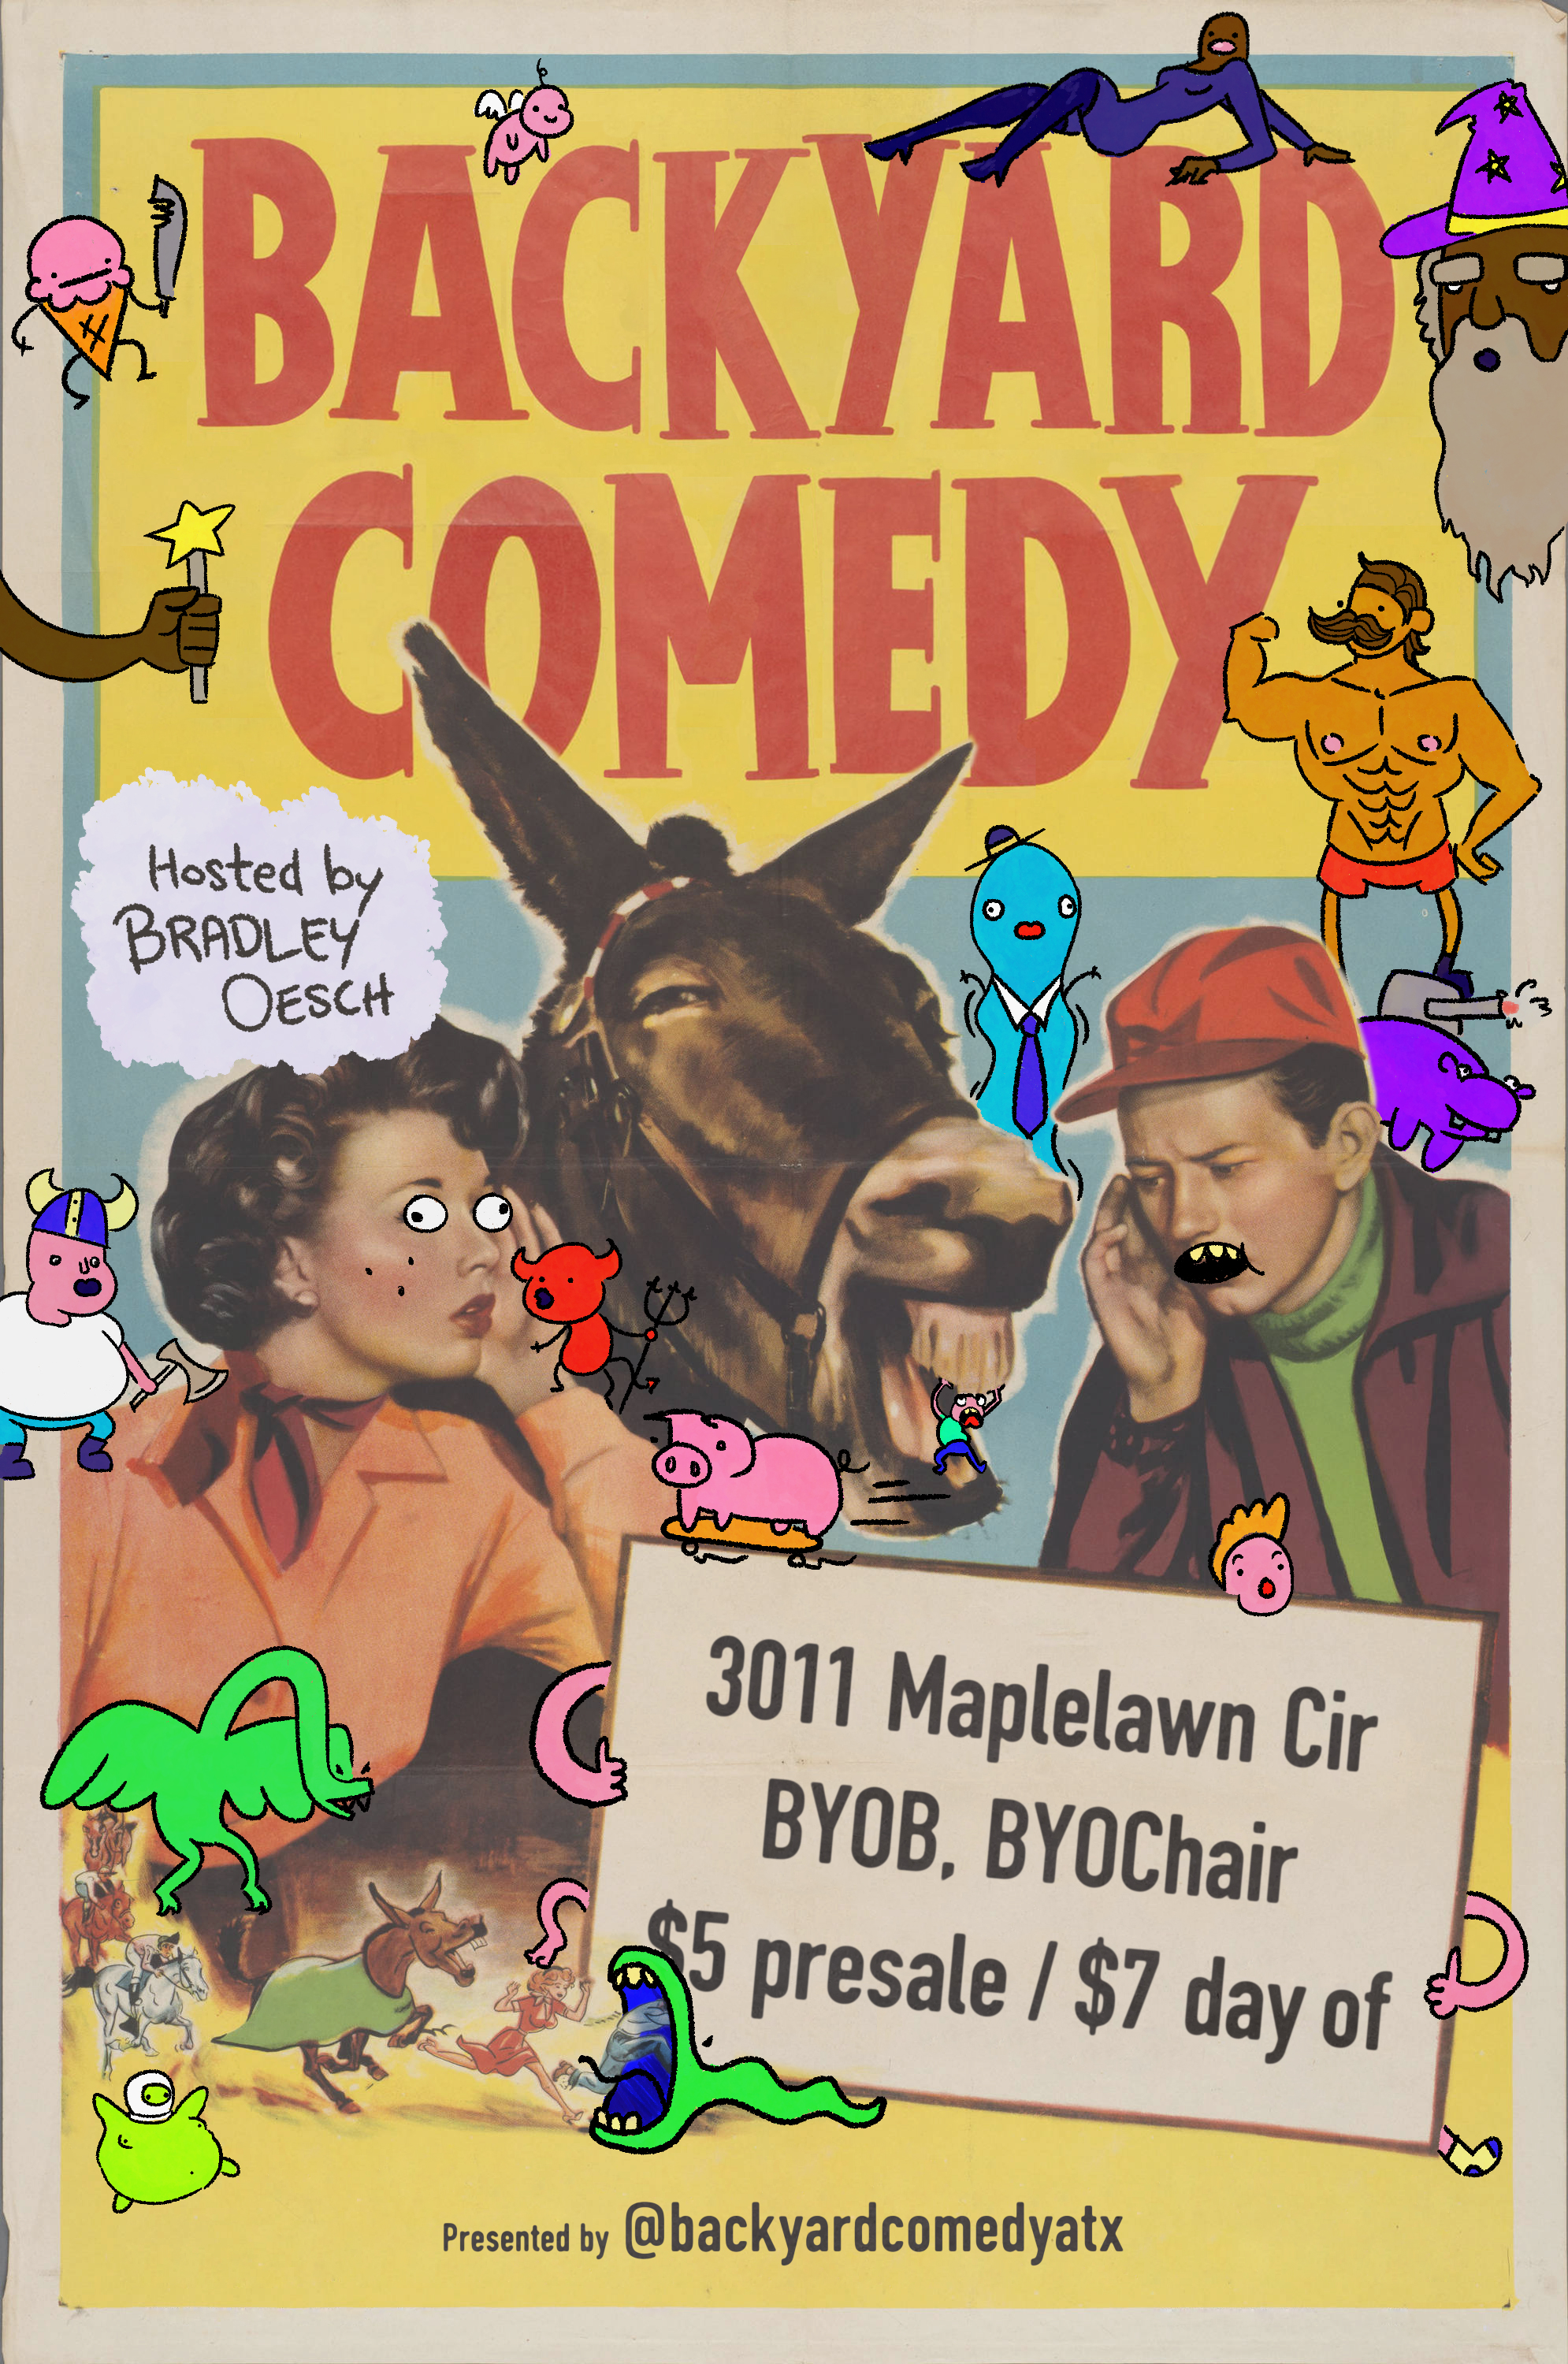 BACKYARD
COMEDY
Hosted by
BRADLEY
OESCH
3011 Maplelawn Cir
BYOB, BYOChair
$5 presale / $7 day of
Presented by @backyardcomedyatx